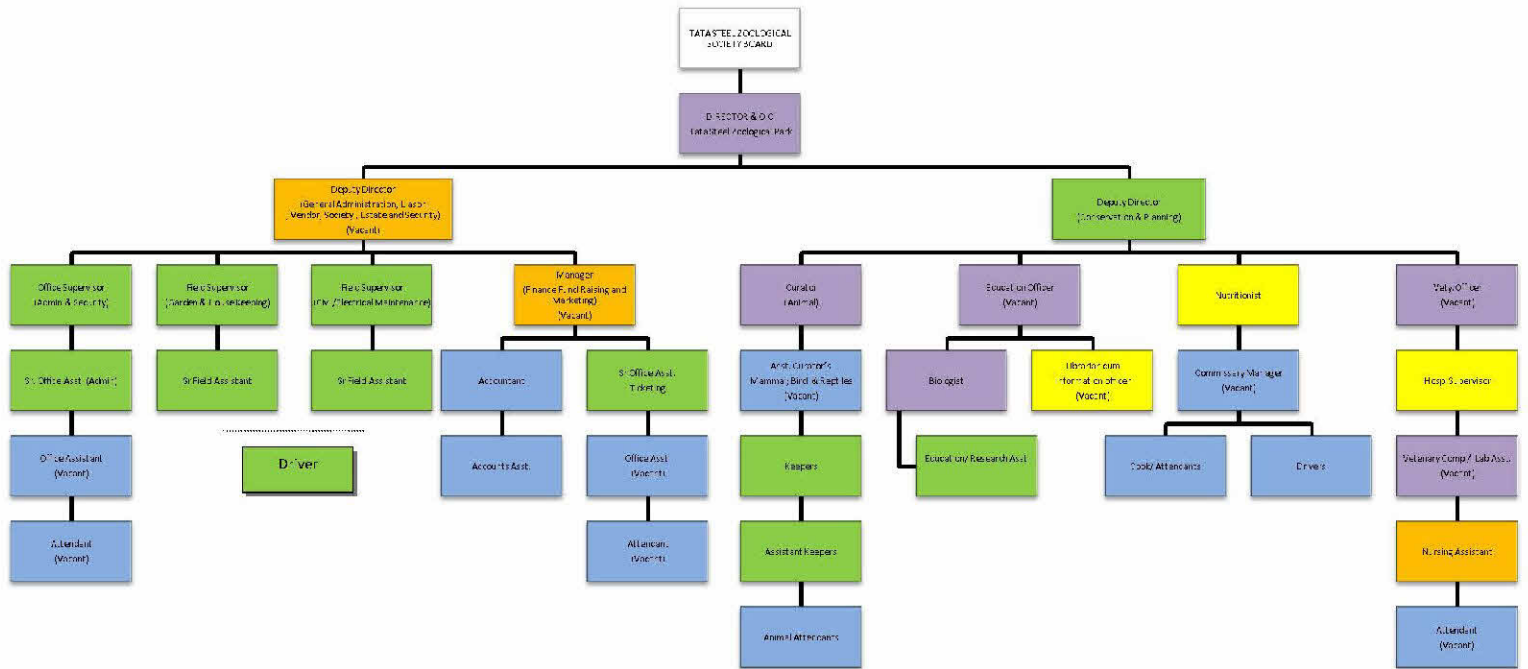 TATA STEEL ZOOLOGICAL
SOCIETY BOARD
DIRECTOR & OIC
Tata Steel Zoological Park
Deputy Director
(General Administration, Liason
, Vendor, Society , Estate and Security)
(Vacant)
Deputy Director
(Conservation & Planning)
Office Supervisor
(Admin & Security)
Field Supervisor
(Garden & House Keeping)
Field Supervisor
(Civil/Electrical Maintenance)
Manager
(Finance Fund Raising and
Marketing)
(Vacant)
Curator
(Animal)
Education Officer
(Vacant)
Nutritionist
Vety. Officer
(Vacant)
Sr. Office Asst. (Admin)
Sr Field Assistant
Sr Field Assistant
Accountant
Sr Office Asst.
Ticketing
Asst. Curator's
Mammal, Bird & Reptiles
(Vacant)
Biologist
Librarian cum
Information officer
(Vacant)
Commissary Manager
(Vacant)
Hosp Supervisor
Office Assistant
(Vacant)
Driver
Accounts Asst.
Office Asst
(Vacant)
Keepers
Education/ Research Asst
Cook/ Attendants
Drivers
Vetenary Comp / Lab Asst.
(Vacant)
Attendant
(Vacant)
Attendant
(Vacant)
Assistant Keepers
Nursing Assistant
Animal Attendants
Attendant
(Vacant)